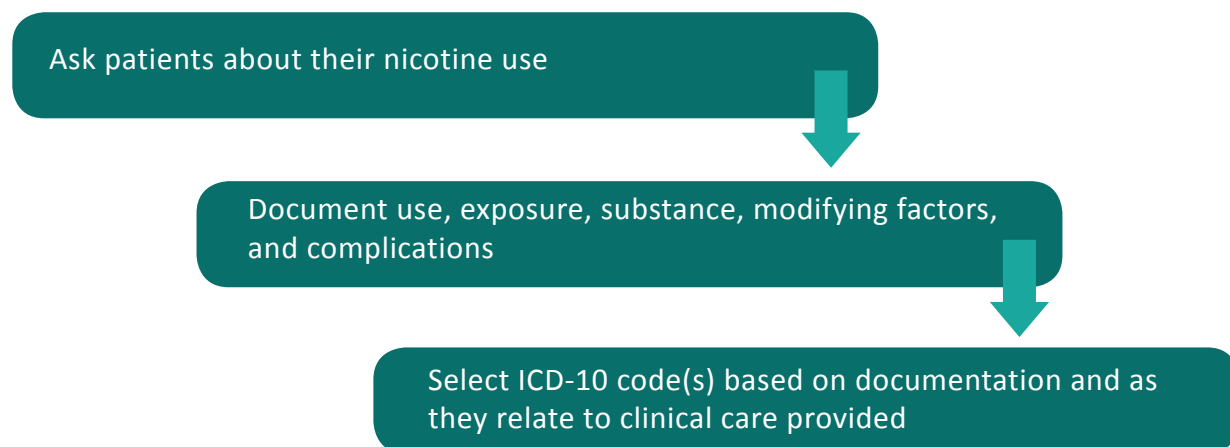 Ask patients about their nicotine use
Document use, exposure, substance, modifying factors,
and complications
Select ICD-10 code(s) based on documentation and as
they relate to clinical care provided